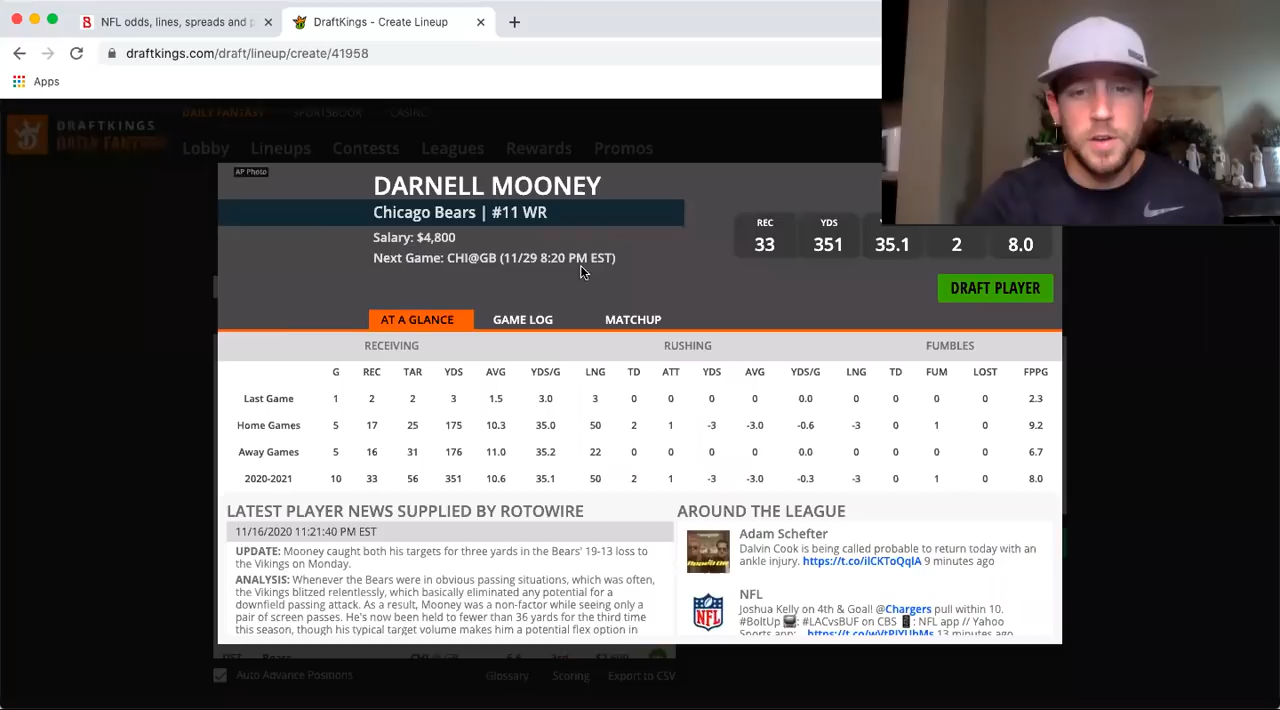 NFL odds, lines, spreads and p
DraftKings - Create Lineup
draftkings.com/draft/lineup/create/41958
Apps
DAILY FANTASY SPORTSBOOK CASINO
DRAFTKINGS
DAILY FANTASY
Lobby Lineups Contests Leagues Rewards Promos
AP Photo
DARNELL MOONEY
Chicago Bears | #11 WR
Salary: $4,800
Next Game: CHI@GB (11/29 8:20 PM EST)
REC YDS
33 351 35.1 2 8.0
DRAFT PLAYER
AT A GLANCE GAME LOG MATCHUP
RECEIVING RUSHING FUMBLES
G REC TAR YDS AVG YDS/G LNG TD ATT YDS AVG YDS/G LNG TD FUM LOST FPPG
Last Game 1 2 2 3 1.5 3.0 3 0 0 0 0 0.0 0 0 0 0 2.3
Home Games 5 17 25 175 10.3 35.0 50 2 1 -3 -3.0 -0.6 -3 0 1 0 9.2
Away Games 5 16 31 176 11.0 35.2 22 0 0 0 0 0.0 0 0 0 0 6.7
2020-2021 10 33 56 351 10.6 35.1 50 2 1 -3 -3.0 -0.3 -3 0 1 0 8.0
LATEST PLAYER NEWS SUPPLIED BY ROTOWIRE
11/16/2020 11:21:40 PM EST
UPDATE: Mooney caught both his targets for three yards in the Bears' 19-13 loss to
the Vikings on Monday.
ANALYSIS: Whenever the Bears were in obvious passing situations, which was often,
the Vikings blitzed relentlessly, which basically eliminated any potential for a
downfield passing attack. As a result, Mooney was a non-factor while seeing only a
pair of screen passes. He's now been held to fewer than 36 yards for the third time
this season, though his typical target volume makes him a potential flex option in
AROUND THE LEAGUE
Adam Schefter
Dalvin Cook is being called probable to return today with an
ankle injury. https://t.co/ilCKToQqlA 9 minutes ago
NFL
Joshua Kelly on 4th & Goal! @Chargers pull within 10.
#BoltUp 📺: #LACvsBUF on CBS 📱: NFL app // Yahoo
Sports app: https://t.co/wVtPlYUhMs 13 minutes ago
Auto Advance Positions
Glossary Scoring Export to CSV